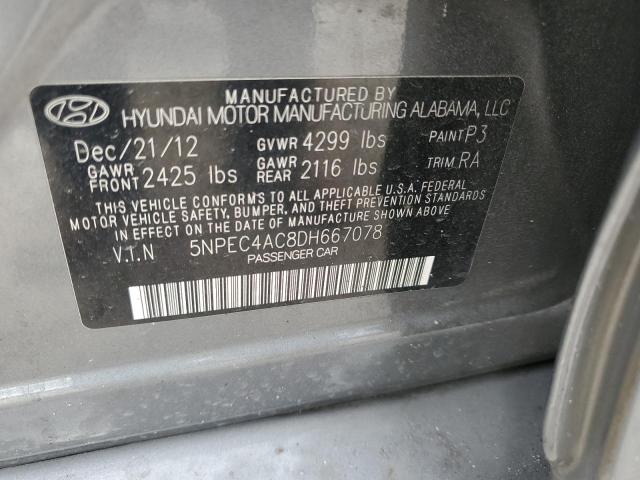 MANUFACTURED BY
HYUNDAI MOTOR MANUFACTURING ALABAMA, LLC
Dec/21/12 GVWR 4299 lbs PAINT P3
GAWR FRONT 2425 lbs GAWR REAR 2116 lbs TRIM RA
THIS VEHICLE CONFORMS TO ALL APPLICABLE U.S.A. FEDERAL
MOTOR VEHICLE SAFETY, BUMPER, AND THEFT PREVENTION STANDARDS
IN EFFECT ON THE DATE OF MANUFACTURE SHOWN ABOVE
V.I.N 5NPEC4AC8DH667078
PASSENGER CAR